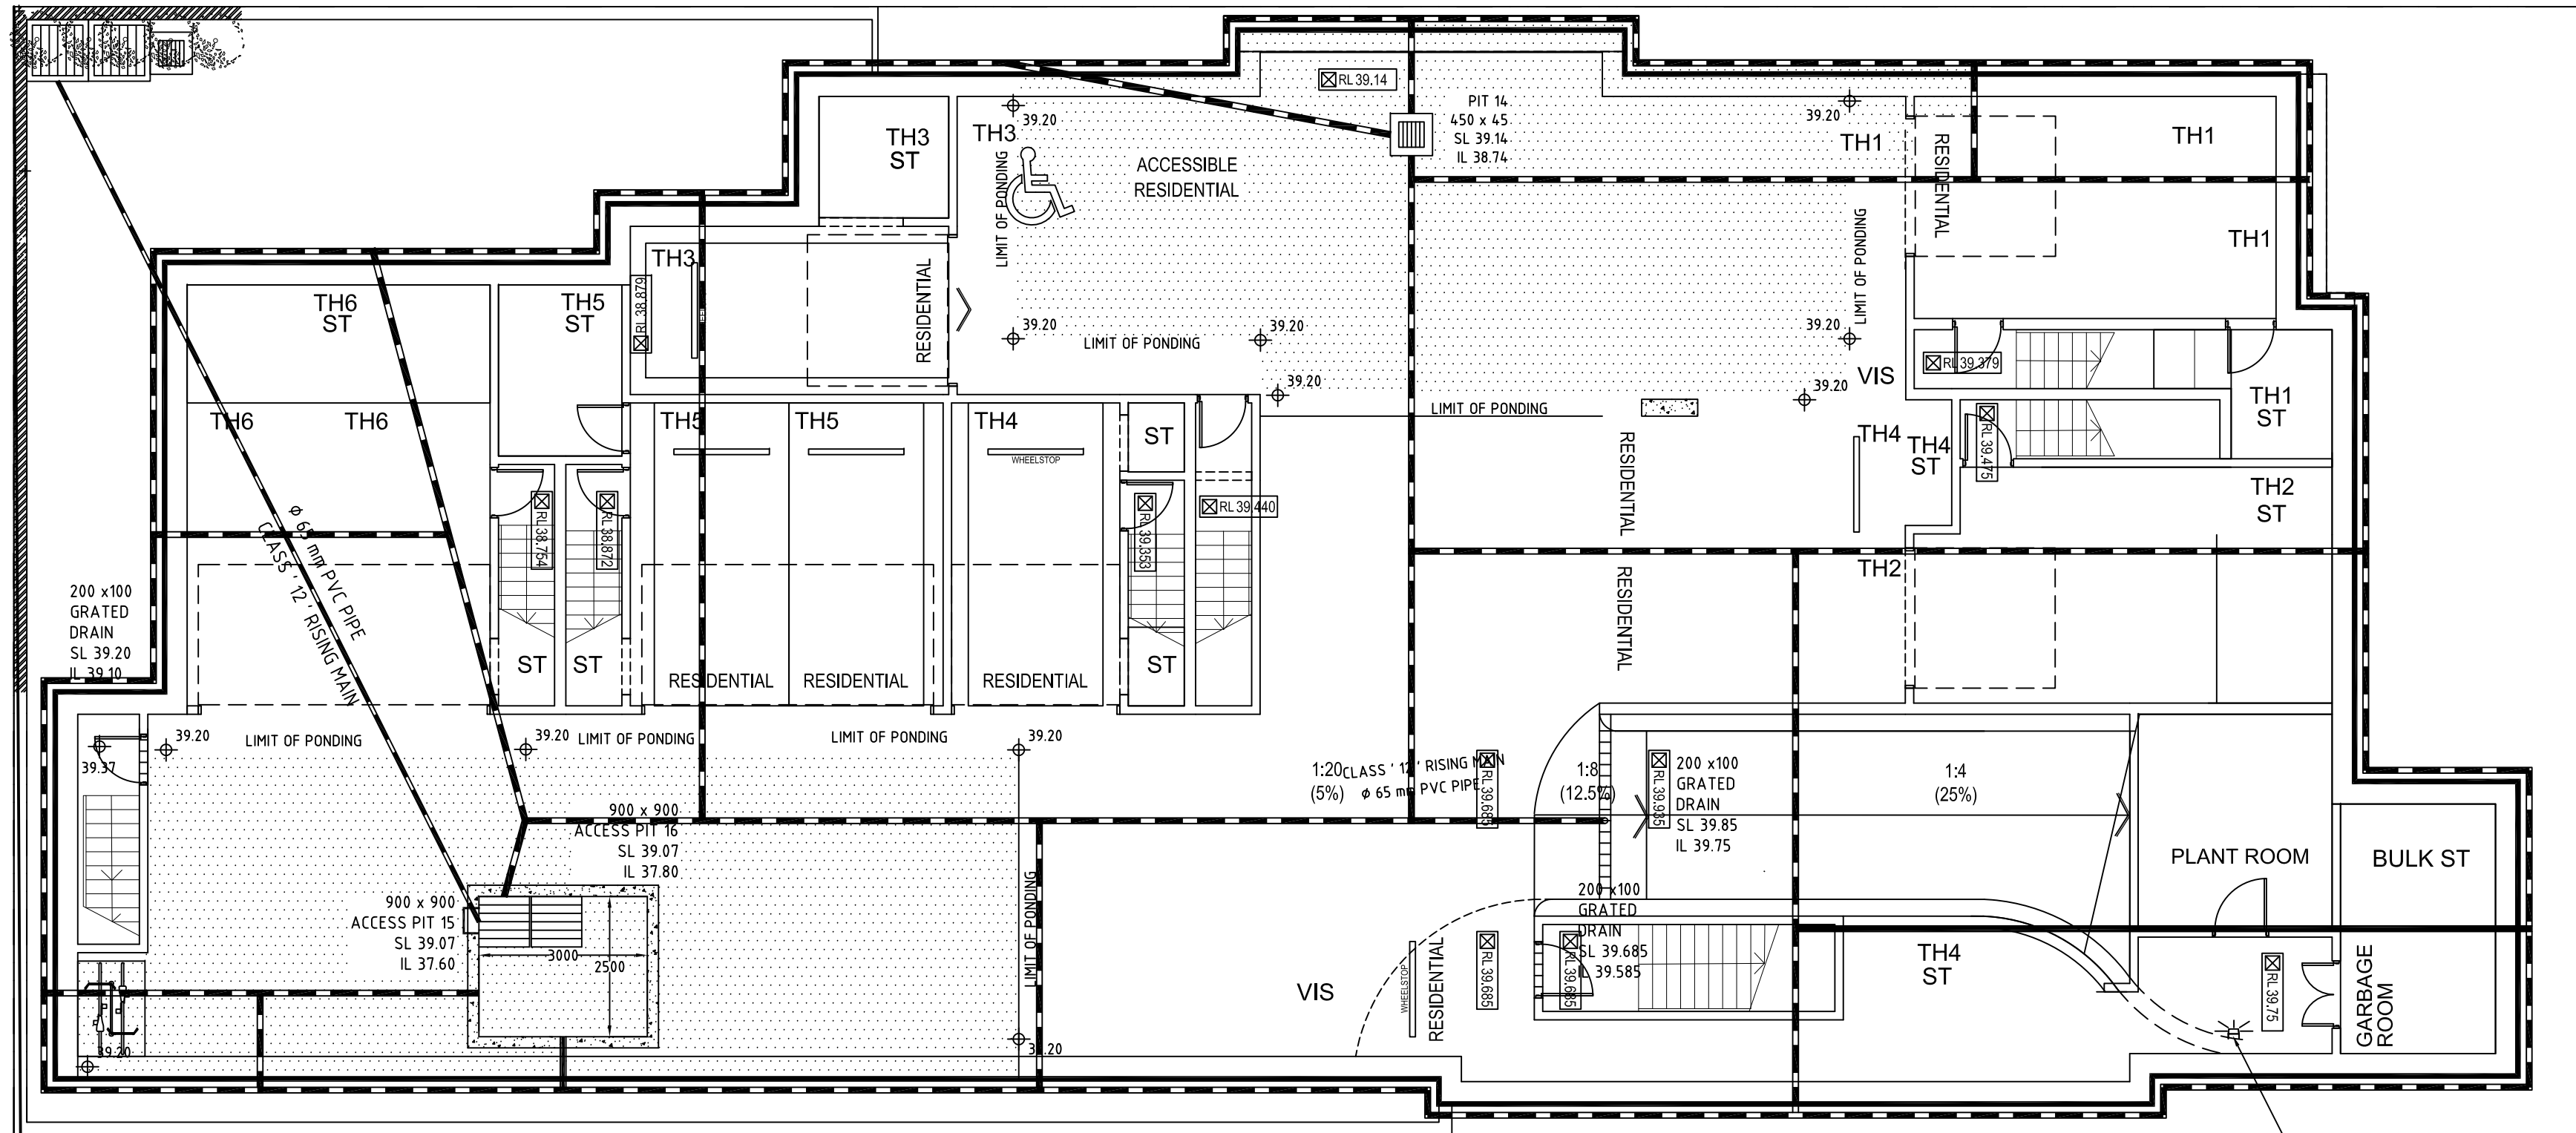 RL 39.14
PIT 14
450 x 45
SL 39.14
IL 38.74
39.20
39.20
TH3
ST
TH3
LIMIT OF PONDING
ACCESSIBLE
RESIDENTIAL
TH1
RESIDENTIAL
TH1
TH1
LIMIT OF PONDING
TH3
RL 38.879
RESIDENTIAL
TH6
ST
TH5
ST
39.20
39.20
39.20
LIMIT OF PONDING
RL 39.379
VIS
39.20
39.20
LIMIT OF PONDING
TH1
ST
TH6
TH6
TH5
TH5
TH4
ST
WHEELSTOP
RESIDENTIAL
TH4
TH4
ST
RL 39.475
TH2
ST
RL 38.754
RL 38.872
RL 39.353
RL 39.440
ϕ 65 mm PVC PIPE
CLASS ' 12 ' RISING MAIN
TH2
RESIDENTIAL
200 x100
GRATED
DRAIN
SL 39.20
IL 39.10
ST
ST
ST
RESIDENTIAL
RESIDENTIAL
RESIDENTIAL
39.37
39.20
LIMIT OF PONDING
39.20
LIMIT OF PONDING
LIMIT OF PONDING
39.20
1:20
(5%)
CLASS ' 12 ' RISING MAIN
ϕ 65 mm PVC PIPE
RL 39.685
1:8
(12.5%)
RL 39.935
200 x100
GRATED
DRAIN
SL 39.85
IL 39.75
1:4
(25%)
900 x 900
ACCESS PIT 16
SL 39.07
IL 37.80
PLANT ROOM
BULK ST
900 x 900
ACCESS PIT 15
SL 39.07
IL 37.60
3000
2500
LIMIT OF PONDING
200 x100
GRATED
DRAIN
SL 39.685
IL 39.585
VIS
WHEELSTOP
RESIDENTIAL
RL 39.685
RL 39.685
TH4
ST
RL 39.75
GARBAGE
ROOM
39.20
39.20